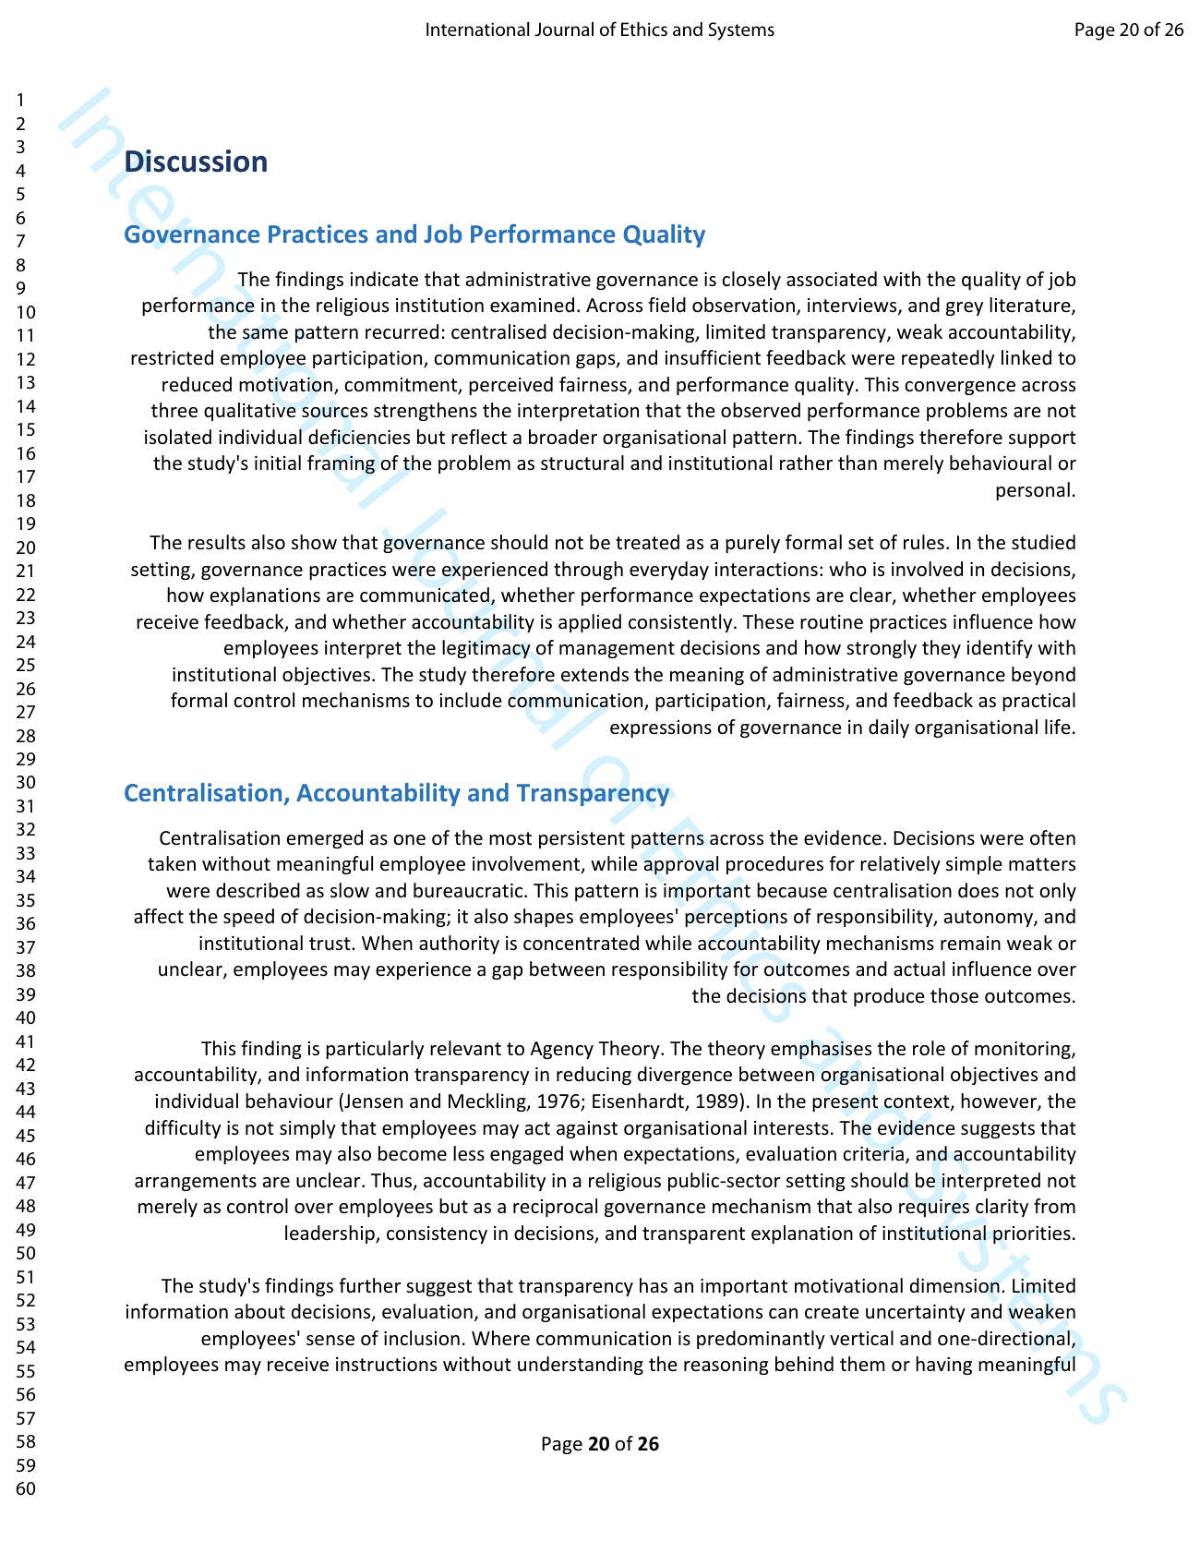 International Journal of Ethics and Systems
Page 20 of 26
1
2
3
4
5
6
7
8
9
10
11
12
13
14
15
16
17
18
19
20
21
22
23
24
25
26
27
28
29
30
31
32
33
34
35
36
37
38
39
40
41
42
43
44
45
46
47
48
49
50
51
52
53
54
55
56
57
58
59
60
Discussion
Governance Practices and Job Performance Quality
The findings indicate that administrative governance is closely associated with the quality of job
performance in the religious institution examined. Across field observation, interviews, and grey literature,
the same pattern recurred: centralised decision-making, limited transparency, weak accountability,
restricted employee participation, communication gaps, and insufficient feedback were repeatedly linked to
reduced motivation, commitment, perceived fairness, and performance quality. This convergence across
three qualitative sources strengthens the interpretation that the observed performance problems are not
isolated individual deficiencies but reflect a broader organisational pattern. The findings therefore support
the study's initial framing of the problem as structural and institutional rather than merely behavioural or
personal.
The results also show that governance should not be treated as a purely formal set of rules. In the studied
setting, governance practices were experienced through everyday interactions: who is involved in decisions,
how explanations are communicated, whether performance expectations are clear, whether employees
receive feedback, and whether accountability is applied consistently. These routine practices influence how
employees interpret the legitimacy of management decisions and how strongly they identify with
institutional objectives. The study therefore extends the meaning of administrative governance beyond
formal control mechanisms to include communication, participation, fairness, and feedback as practical
expressions of governance in daily organisational life.
Centralisation, Accountability and Transparency
Centralisation emerged as one of the most persistent patterns across the evidence. Decisions were often
taken without meaningful employee involvement, while approval procedures for relatively simple matters
were described as slow and bureaucratic. This pattern is important because centralisation does not only
affect the speed of decision-making; it also shapes employees' perceptions of responsibility, autonomy, and
institutional trust. When authority is concentrated while accountability mechanisms remain weak or
unclear, employees may experience a gap between responsibility for outcomes and actual influence over
the decisions that produce those outcomes.
This finding is particularly relevant to Agency Theory. The theory emphasises the role of monitoring,
accountability, and information transparency in reducing divergence between organisational objectives and
individual behaviour (Jensen and Meckling, 1976; Eisenhardt, 1989). In the present context, however, the
difficulty is not simply that employees may act against organisational interests. The evidence suggests that
employees may also become less engaged when expectations, evaluation criteria, and accountability
arrangements are unclear. Thus, accountability in a religious public-sector setting should be interpreted not
merely as control over employees but as a reciprocal governance mechanism that also requires clarity from
leadership, consistency in decisions, and transparent explanation of institutional priorities.
The study's findings further suggest that transparency has an important motivational dimension. Limited
information about decisions, evaluation, and organisational expectations can create uncertainty and weaken
employees' sense of inclusion. Where communication is predominantly vertical and one-directional,
employees may receive instructions without understanding the reasoning behind them or having meaningful
Page 20 of 26
International Journal of Ethics and Systems